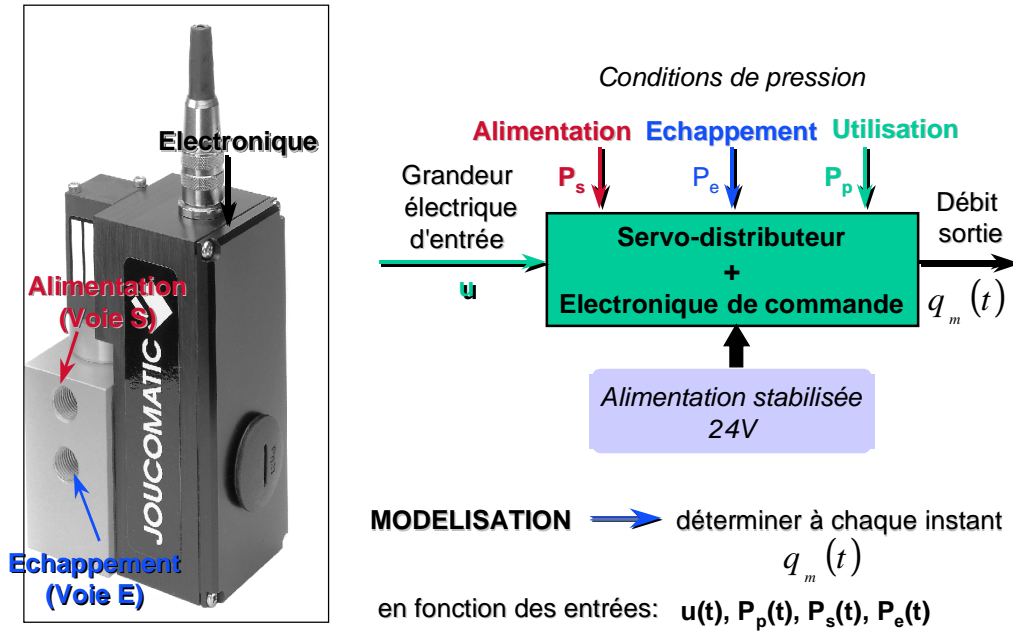 Electronique
Alimentation
(Voie S)
JOUCOMATIC
Echappement
(Voie E)
Conditions de pression
Alimentation Echappement Utilisation
Ps Pe Pp
Grandeur
électrique
d'entrée
u
Servo-distributeur
+
Electronique de commande
Débit
sortie
q m (t)
Alimentation stabilisée
24V
MODELISATION déterminer à chaque instant
q m (t)
en fonction des entrées: u(t), Pp(t), Ps(t), Pe(t)